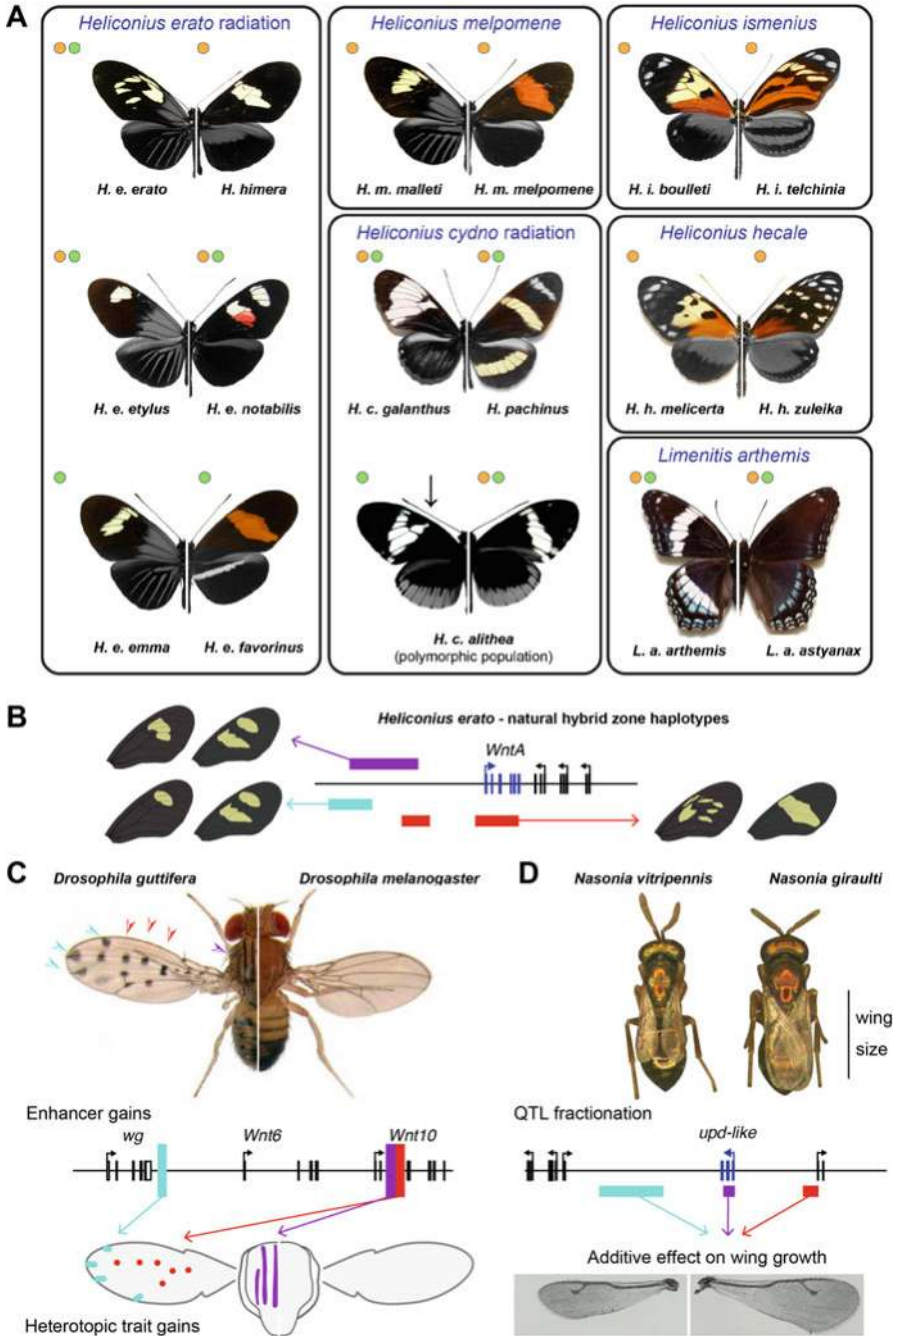 A
Heliconius erato radiation
Heliconius melpomene
Heliconius ismenius
H. e. erato
H. himera
H. m. malleti
H. m. melpomene
H. i. boulleti
H. i. telchinia
Heliconius cydno radiation
Heliconius hecale
H. e. etylus
H. e. notabilis
H. c. galanthus
H. pachinus
H. h. melicerta
H. h. zuleika
Limenitis arthemis
H. e. emma
H. e. favorinus
H. c. alithea
(polymorphic population)
L. a. arthemis
L. a. astyanax
B
Heliconius erato - natural hybrid zone haplotypes
WntA
C
Drosophila guttifera
Drosophila melanogaster
D
Nasonia vitripennis
Nasonia giraulti
wing
size
Enhancer gains
wg
Wnt6
Wnt10
QTL fractionation
upd-like
Additive effect on wing growth
Heterotopic trait gains